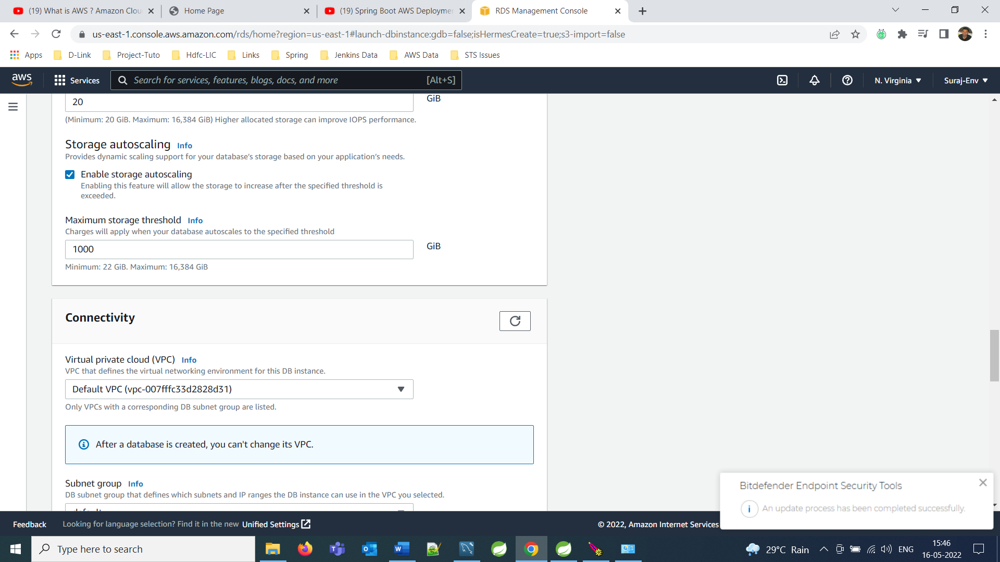 (19) What is AWS ? Amazon Clou
Home Page
(19) Spring Boot AWS Deployme
RDS Management Console
us-east-1.console.aws.amazon.com/rds/home?region=us-east-1#launch-dbinstance:gdb=false;isHermesCreate=true;s3-import=false
Apps D-Link Project-Tuto Hdfc-LIC Links Spring Jenkins Data AWS Data STS Issues
aws Services Search for services, features, blogs, docs, and more [Alt+S] N. Virginia Suraj-Env
20 GiB
(Minimum: 20 GiB. Maximum: 16,384 GiB) Higher allocated storage can improve IOPS performance.
Storage autoscaling Info
Provides dynamic scaling support for your database's storage based on your application's needs.
Enable storage autoscaling
Enabling this feature will allow the storage to increase after the specified threshold is
exceeded.
Maximum storage threshold Info
Charges will apply when your database autoscales to the specified threshold
1000 GiB
Minimum: 22 GiB. Maximum: 16,384 GiB
Connectivity
Virtual private cloud (VPC) Info
VPC that defines the virtual networking environment for this DB instance.
Default VPC (vpc-007fffc33d2828d31)
Only VPCs with a corresponding DB subnet group are listed.
After a database is created, you can't change its VPC.
Subnet group Info
DB subnet group that defines which subnets and IP ranges the DB instance can use in the VPC you selected.
Bitdefender Endpoint Security Tools
An update process has been completed successfully.
Feedback Looking for language selection? Find it in the new Unified Settings © 2022, Amazon Internet Services
Type here to search
29°C Rain ENG
15:46
16-05-2022